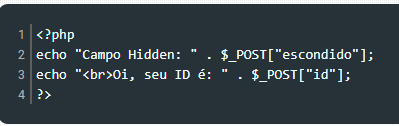 1 <?php
2 echo "Campo Hidden: " . $_POST["escondido"];
3 echo "<br>Oi, seu ID é: " . $_POST["id"];
4 ?>